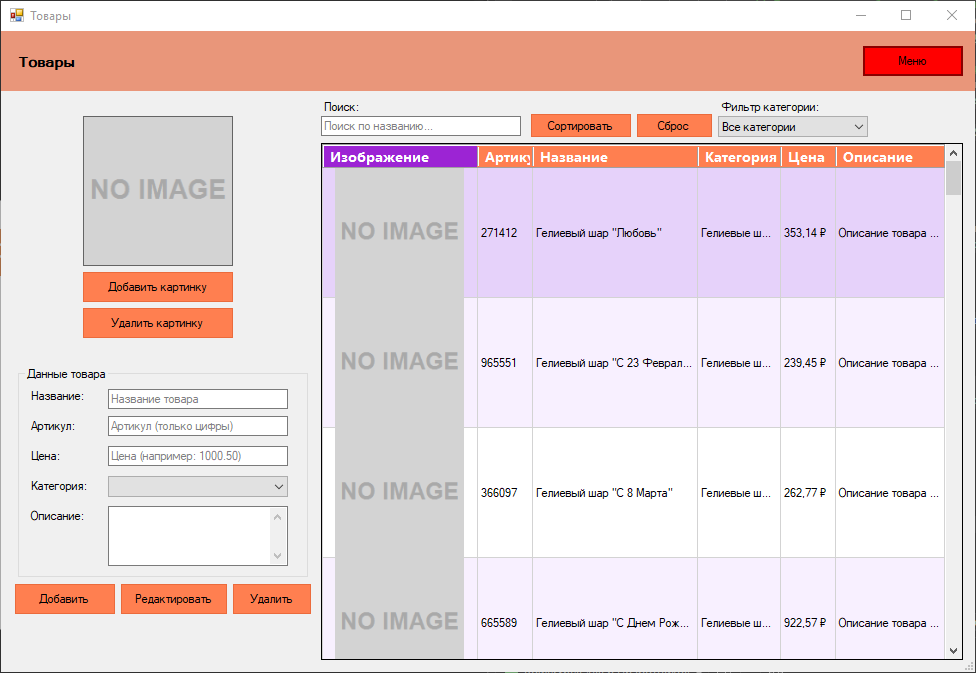 Товары
Товары
Меню
NO IMAGE
Добавить картинку
Удалить картинку
Данные товара
Название: Название товара
Артикул: Артикул (только цифры)
Цена: Цена (например: 1000.50)
Категория:
Описание:
Добавить Редактировать Удалить
Поиск: Фильтр категории:
Поиск по названию... Сортировать Сброс Все категории
Изображение Артику Название Категория Цена Описание
NO IMAGE 271412 Гелиевый шар "Любовь" Гелиевые ш... 353,14 ₽ Описание товара ...
NO IMAGE 965551 Гелиевый шар "С 23 Феврал... Гелиевые ш... 239,45 ₽ Описание товара ...
NO IMAGE 366097 Гелиевый шар "С 8 Марта" Гелиевые ш... 262,77 ₽ Описание товара ...
NO IMAGE 665589 Гелиевый шар "С Днем Рож... Гелиевые ш... 922,57 ₽ Описание товара ...